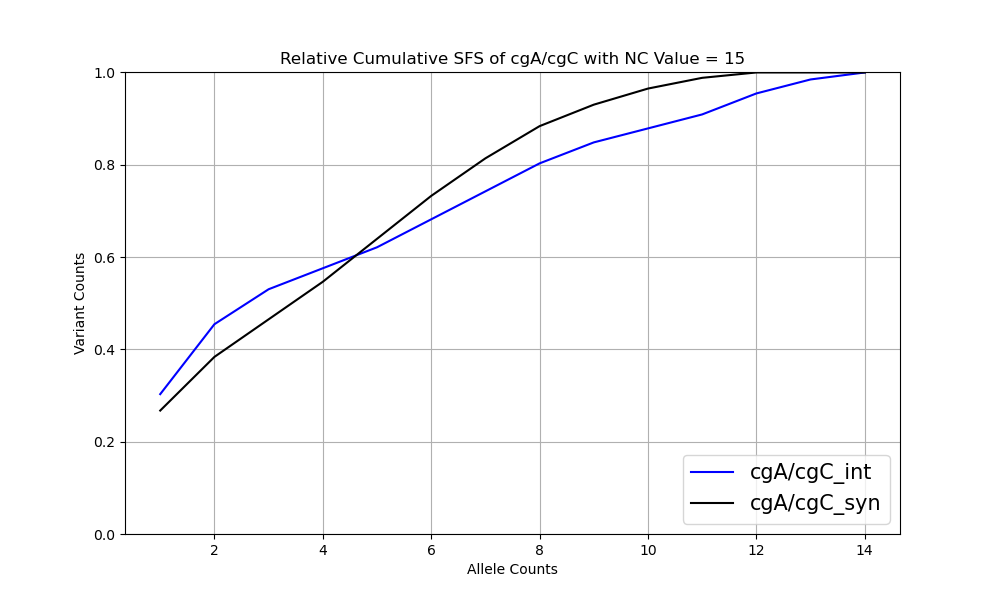 Relative Cumulative SFS of cgA/cgC with NC Value = 15
1.0
0.8
0.6
0.4
0.2
0.0
Variant Counts
2 4 6 8 10 12 14
Allele Counts
cgA/cgC_int
cgA/cgC_syn